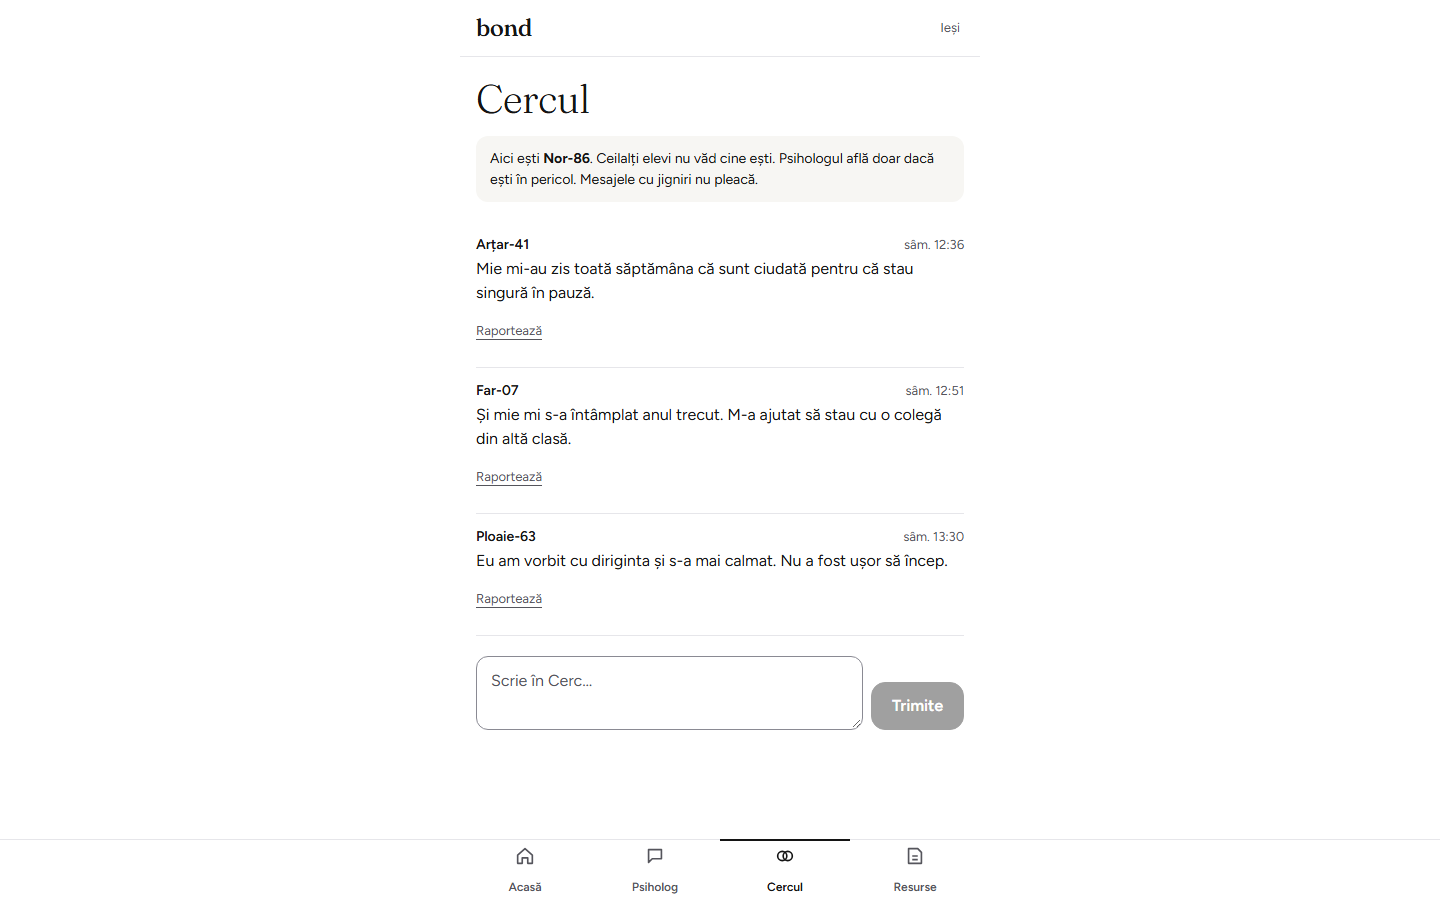 bond
Ieși
Cercul
Aici ești Nor-86. Ceilalți elevi nu văd cine ești. Psihologul află doar dacă
ești în pericol. Mesajele cu jigniri nu pleacă.
Arțar-41
sâm. 12:36
Mie mi-au zis toată săptămâna că sunt ciudată pentru că stau
singură în pauză.
Raportează
Far-07
sâm. 12:51
Și mie mi s-a întâmplat anul trecut. M-a ajutat să stau cu o colegă
din altă clasă.
Raportează
Ploaie-63
sâm. 13:30
Eu am vorbit cu diriginta și s-a mai calmat. Nu a fost ușor să încep.
Raportează
Scrie în Cerc...
Trimite
Acasă
Psiholog
Cercul
Resurse